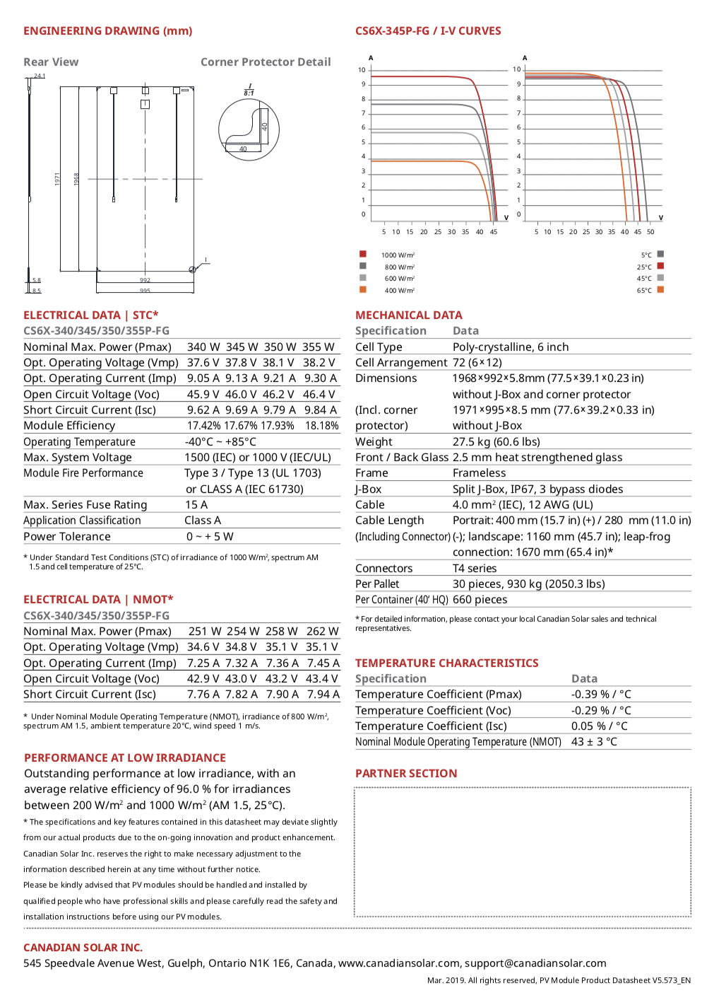 ENGINEERING DRAWING (mm)
Rear View
Corner Protector Detail
24.1
1971
1968
I
8:1
40
40
I
5.8
8.5
992
995
CS6X-345P-FG / I-V CURVES
A
10
9
8
7
6
5
4
3
2
1
0
V
5 10 15 20 25 30 35 40 45
A
10
9
8
7
6
5
4
3
2
1
0
V
5 10 15 20 25 30 35 40 45 50
1000 W/m²
800 W/m²
600 W/m²
400 W/m²
5°C
25°C
45°C
65°C
ELECTRICAL DATA | STC*
CS6X-340/345/350/355P-FG
Nominal Max. Power (Pmax) 340 W 345 W 350 W 355 W
Opt. Operating Voltage (Vmp) 37.6 V 37.8 V 38.1 V 38.2 V
Opt. Operating Current (Imp) 9.05 A 9.13 A 9.21 A 9.30 A
Open Circuit Voltage (Voc) 45.9 V 46.0 V 46.2 V 46.4 V
Short Circuit Current (Isc) 9.62 A 9.69 A 9.79 A 9.84 A
Module Efficiency 17.42% 17.67% 17.93% 18.18%
Operating Temperature -40°C ~ +85°C
Max. System Voltage 1500 (IEC) or 1000 V (IEC/UL)
Module Fire Performance Type 3 / Type 13 (UL 1703)
or CLASS A (IEC 61730)
Max. Series Fuse Rating 15 A
Application Classification Class A
Power Tolerance 0 ~ + 5 W
* Under Standard Test Conditions (STC) of irradiance of 1000 W/m², spectrum AM
1.5 and cell temperature of 25°C.
ELECTRICAL DATA | NMOT*
CS6X-340/345/350/355P-FG
Nominal Max. Power (Pmax) 251 W 254 W 258 W 262 W
Opt. Operating Voltage (Vmp) 34.6 V 34.8 V 35.1 V 35.1 V
Opt. Operating Current (Imp) 7.25 A 7.32 A 7.36 A 7.45 A
Open Circuit Voltage (Voc) 42.9 V 43.0 V 43.2 V 43.4 V
Short Circuit Current (Isc) 7.76 A 7.82 A 7.90 A 7.94 A
* Under Nominal Module Operating Temperature (NMOT), irradiance of 800 W/m²,
spectrum AM 1.5, ambient temperature 20°C, wind speed 1 m/s.
PERFORMANCE AT LOW IRRADIANCE
Outstanding performance at low irradiance, with an
average relative efficiency of 96.0 % for irradiances
between 200 W/m² and 1000 W/m² (AM 1.5, 25°C).
* The specifications and key features contained in this datasheet may deviate slightly
from our actual products due to the on-going innovation and product enhancement.
Canadian Solar Inc. reserves the right to make necessary adjustment to the
information described herein at any time without further notice.
Please be kindly advised that PV modules should be handled and installed by
qualified people who have professional skills and please carefully read the safety and
installation instructions before using our PV modules.
MECHANICAL DATA
Specification Data
Cell Type Poly-crystalline, 6 inch
Cell Arrangement 72 (6×12)
Dimensions 1968×992×5.8mm (77.5×39.1×0.23 in)
without J-Box and corner protector
(Incl. corner 1971×995×8.5 mm (77.6×39.2×0.33 in)
protector) without J-Box
Weight 27.5 kg (60.6 lbs)
Front / Back Glass 2.5 mm heat strengthened glass
Frame Frameless
J-Box Split J-Box, IP67, 3 bypass diodes
Cable 4.0 mm² (IEC), 12 AWG (UL)
Cable Length Portrait: 400 mm (15.7 in) (+) / 280 mm (11.0 in)
(Including Connector) (-); landscape: 1160 mm (45.7 in); leap-frog
connection: 1670 mm (65.4 in)*
Connectors T4 series
Per Pallet 30 pieces, 930 kg (2050.3 lbs)
Per Container (40' HQ) 660 pieces
* For detailed information, please contact your local Canadian Solar sales and technical
representatives.
TEMPERATURE CHARACTERISTICS
Specification Data
Temperature Coefficient (Pmax) -0.39 % / °C
Temperature Coefficient (Voc) -0.29 % / °C
Temperature Coefficient (Isc) 0.05 % / °C
Nominal Module Operating Temperature (NMOT) 43 ± 3 °C
PARTNER SECTION
CANADIAN SOLAR INC.
545 Speedvale Avenue West, Guelph, Ontario N1K 1E6, Canada, www.canadiansolar.com, support@canadiansolar.com
Mar. 2019. All rights reserved, PV Module Product Datasheet V5.573_EN